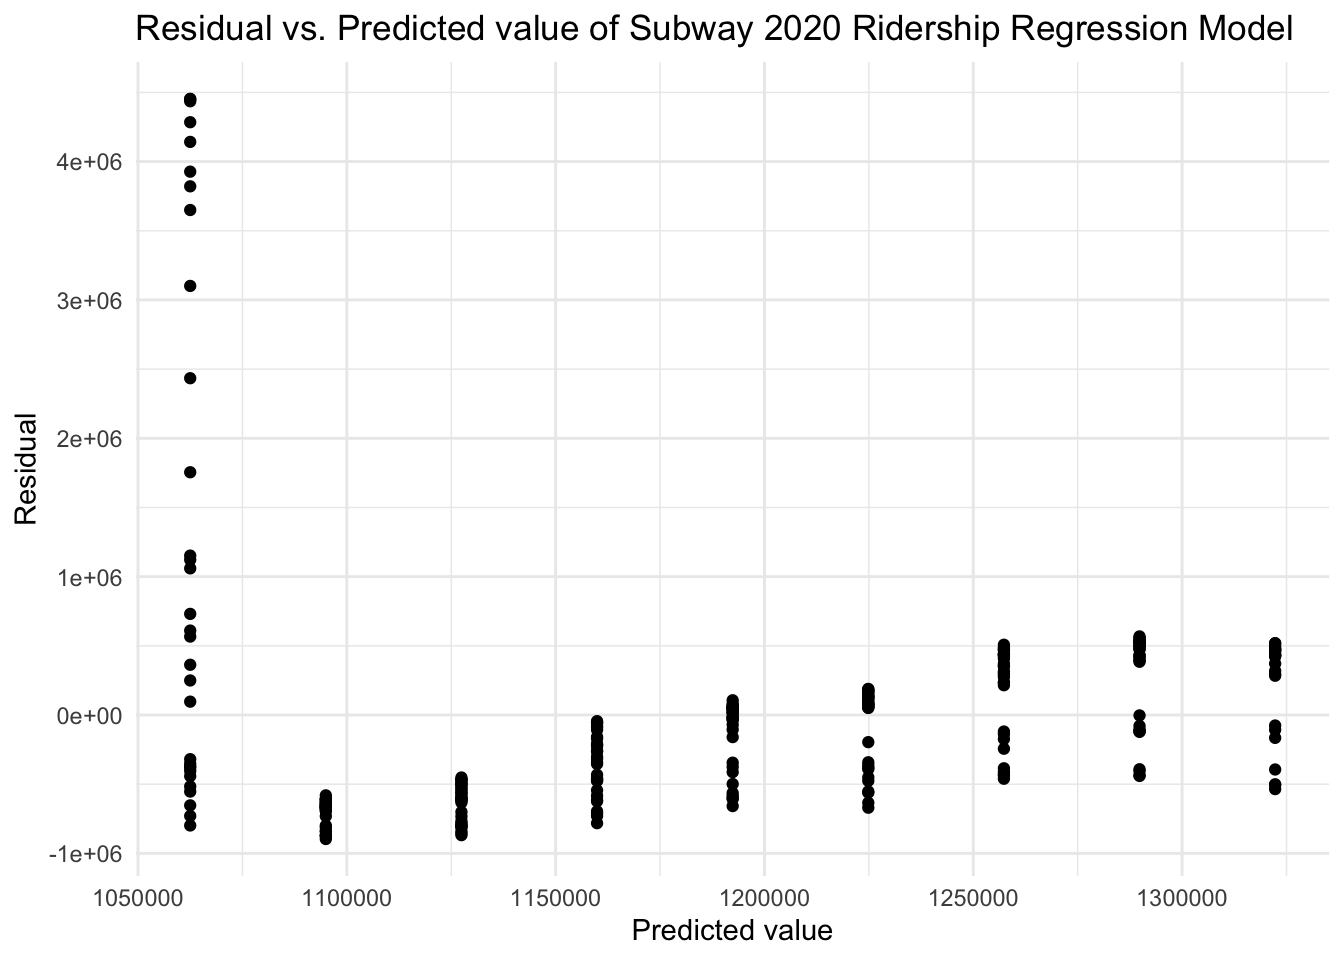 Residual vs. Predicted value of Subway 2020 Ridership Regression Model
4e+06
3e+06
2e+06
1e+06
0e+00
-1e+06
Residual
1050000 1100000 1150000 1200000 1250000 1300000
Predicted value